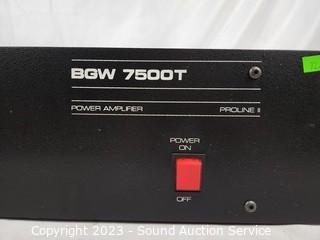 BGW 7500T
POWER AMPLIFIER
PROLINE II
POWER
ON
OFF
Copyright 2023 - Sound Auction Service